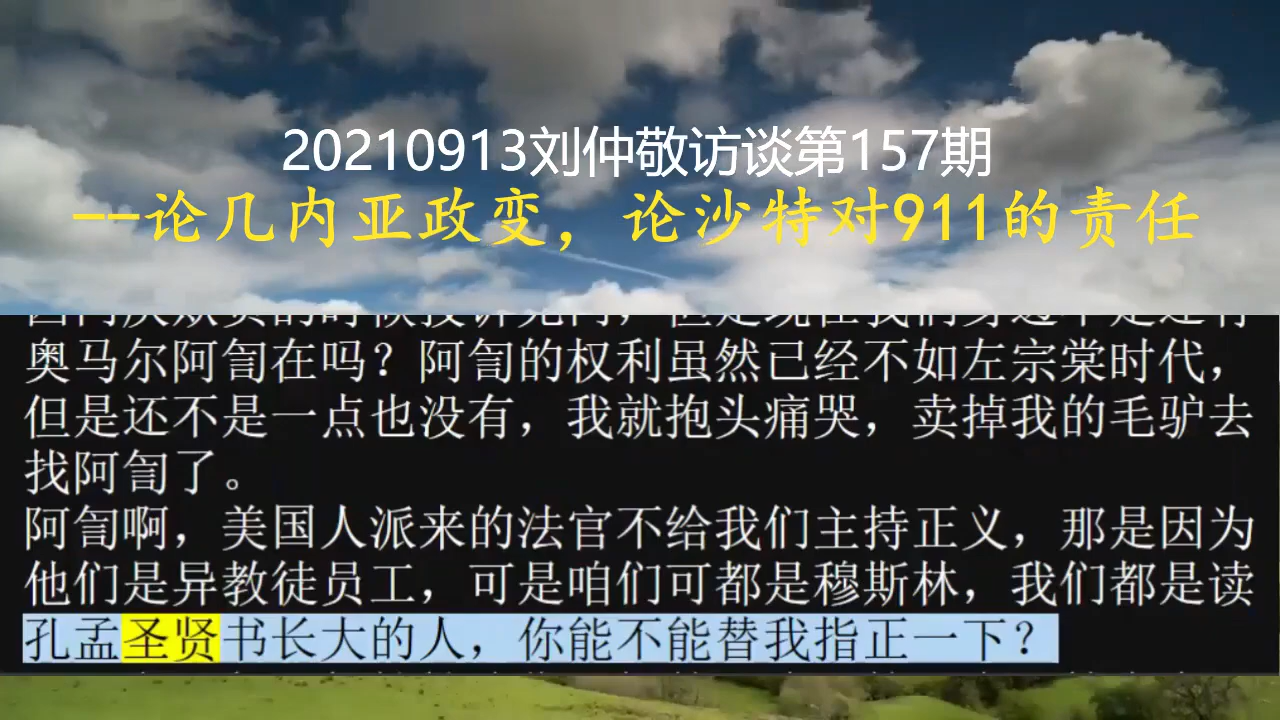 20210913刘仲敬访谈第157期
--论几内亚政变，论沙特对911的责任
奥马尔阿訇在吗？阿訇的权利虽然已经不如左宗棠时代，
但是还不是一点也没有，我就抱头痛哭，卖掉我的毛驴去
找阿訇了。
阿訇啊，美国人派来的法官不给我们主持正义，那是因为
他们是异教徒员工，可是咱们可都是穆斯林，我们都是读
孔孟圣贤书长大的人，你能不能替我指正一下？